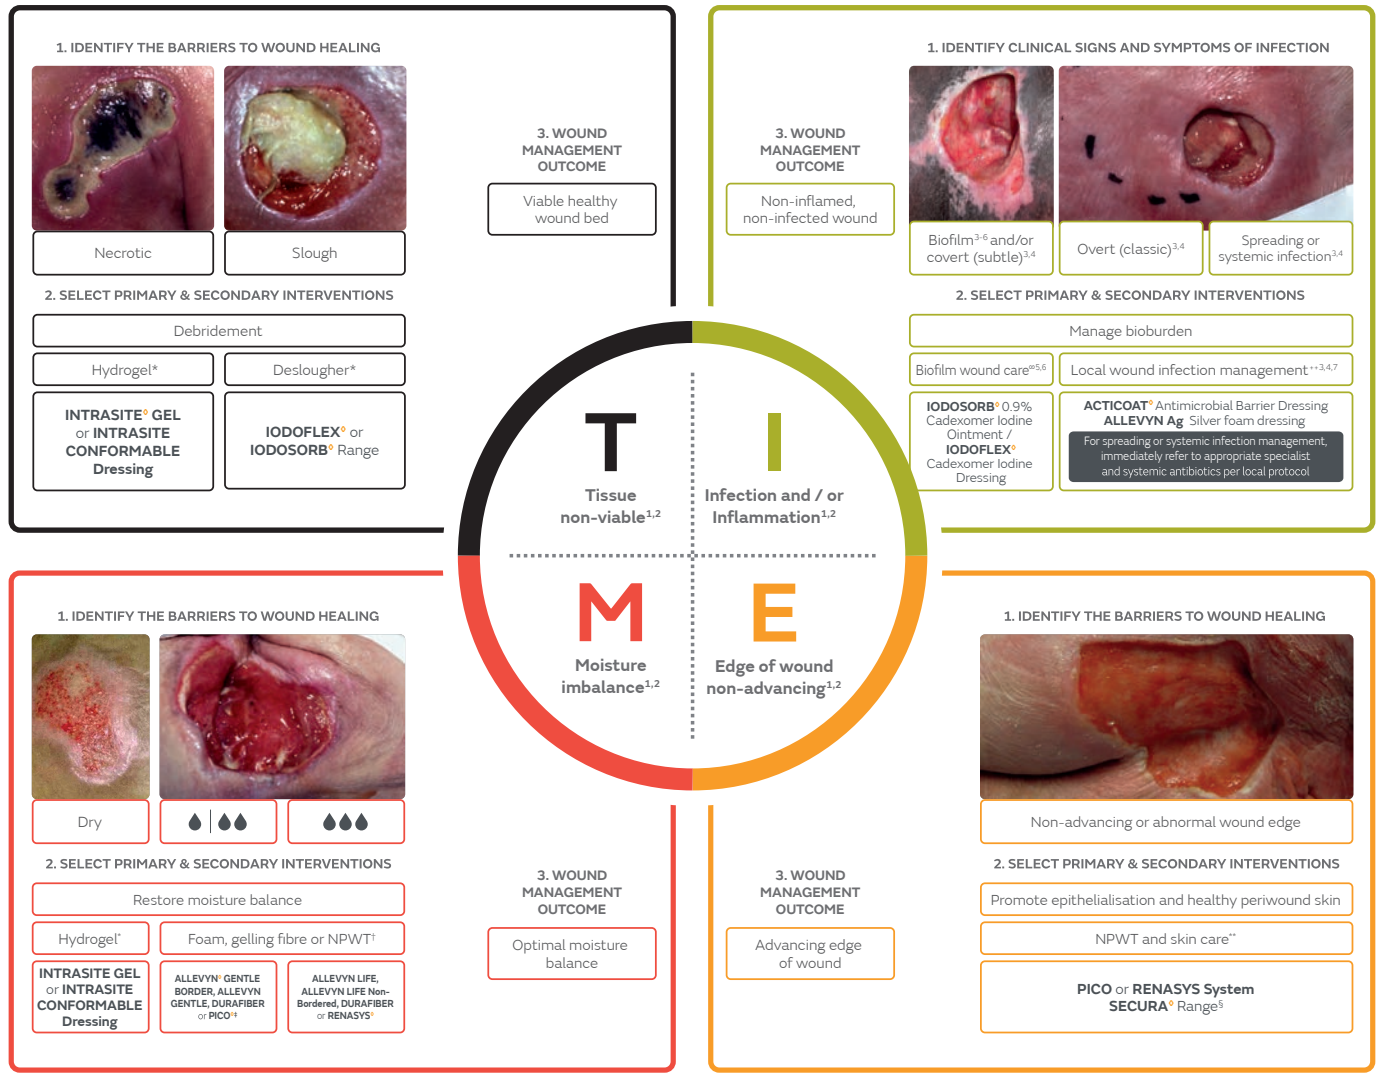 1. IDENTIFY THE BARRIERS TO WOUND HEALING
Necrotic
Slough
2. SELECT PRIMARY & SECONDARY INTERVENTIONS
Debridement
Hydrogel*
Deslougher*
INTRASITE◊ GEL
or INTRASITE
CONFORMABLE
Dressing
IODOFLEX◊ or
IODOSORB◊ Range
3. WOUND
MANAGEMENT
OUTCOME
Viable healthy
wound bed
3. WOUND
MANAGEMENT
OUTCOME
Non-inflamed,
non-infected wound
1. IDENTIFY CLINICAL SIGNS AND SYMPTOMS OF INFECTION
Biofilm3-6 and/or
covert (subtle)3,4
Overt (classic)3,4
Spreading or
systemic infection3,4
2. SELECT PRIMARY & SECONDARY INTERVENTIONS
Manage bioburden
Biofilm wound care∞5,6
Local wound infection management++3,4,7
IODOSORB◊ 0.9%
Cadexomer Iodine
Ointment /
IODOFLEX◊
Cadexomer Iodine
Dressing
ACTICOAT◊ Antimicrobial Barrier Dressing
ALLEVYN Ag Silver foam dressing
For spreading or systemic infection management,
immediately refer to appropriate specialist
and systemic antibiotics per local protocol
T
Tissue
non-viable1,2
I
Infection and / or
Inflammation1,2
M
Moisture
imbalance1,2
E
Edge of wound
non-advancing1,2
1. IDENTIFY THE BARRIERS TO WOUND HEALING
Dry
2. SELECT PRIMARY & SECONDARY INTERVENTIONS
Restore moisture balance
Hydrogel*
Foam, gelling fibre or NPWT†
INTRASITE GEL
or INTRASITE
CONFORMABLE
Dressing
ALLEVYN◊ GENTLE
BORDER, ALLEVYN
GENTLE, DURAFIBER
or PICO◊‡
ALLEVYN LIFE,
ALLEVYN LIFE Non-
Bordered, DURAFIBER
or RENASYS◊
3. WOUND
MANAGEMENT
OUTCOME
Optimal moisture
balance
3. WOUND
MANAGEMENT
OUTCOME
Advancing edge
of wound
1. IDENTIFY THE BARRIERS TO WOUND HEALING
Non-advancing or abnormal wound edge
2. SELECT PRIMARY & SECONDARY INTERVENTIONS
Promote epithelialisation and healthy periwound skin
NPWT and skin care**
PICO or RENASYS System
SECURA◊ Range§